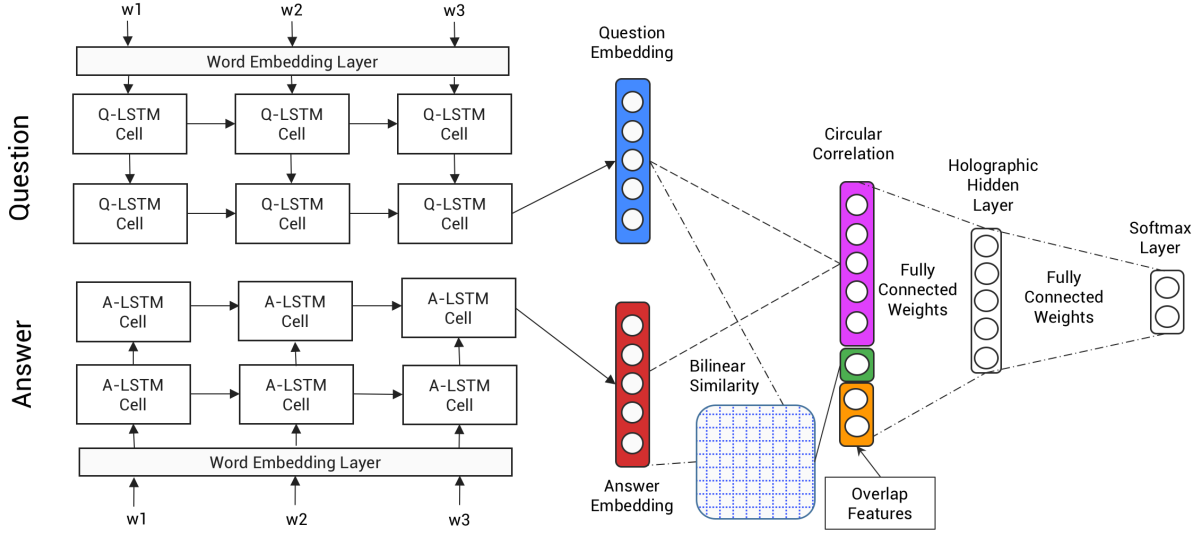 w1 w2 w3
Word Embedding Layer
Q-LSTM Cell
Q-LSTM Cell
Q-LSTM Cell
Q-LSTM Cell
Q-LSTM Cell
Q-LSTM Cell
Question
A-LSTM Cell
A-LSTM Cell
A-LSTM Cell
A-LSTM Cell
A-LSTM Cell
A-LSTM Cell
Answer
Word Embedding Layer
w1 w2 w3
Question
Embedding
Answer
Embedding
Bilinear
Similarity
Circular
Correlation
Overlap
Features
Fully
Connected
Weights
Holographic
Hidden
Layer
Fully
Connected
Weights
Softmax
Layer